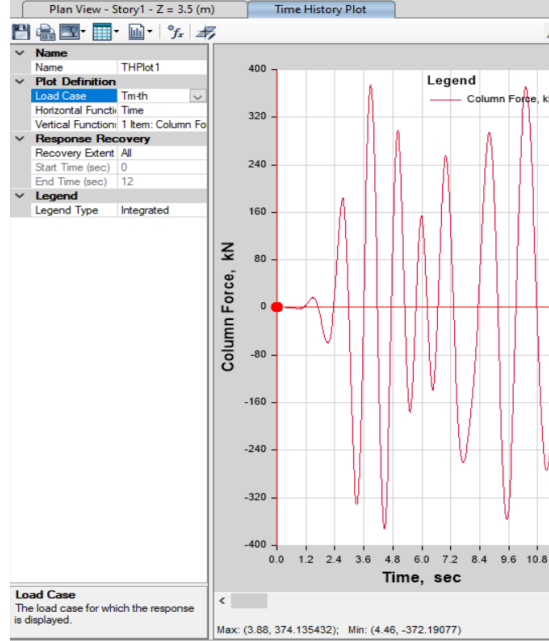 Plan View - Story1 - Z = 3.5 (m)
Time History Plot
Name
Name THPlot1
Plot Definition
Load Case Tm-th
Horizontal Functi Time
Vertical Function: 1 Item: Column Fo
Response Recovery
Recovery Extent All
Start Time (sec) 0
End Time (sec) 12
Legend
Legend Type Integrated
Load Case
The load case for which the response
is displayed.
Legend
Column Force, k
400
320
240
160
80
0
-80
-160
-240
-320
-400
Column Force, kN
0.0 1.2 2.4 3.6 4.8 6.0 7.2 8.4 9.6 10.8
Time, sec
<
Max: (3.88, 374.135432); Min: (4.46, -372.19077)